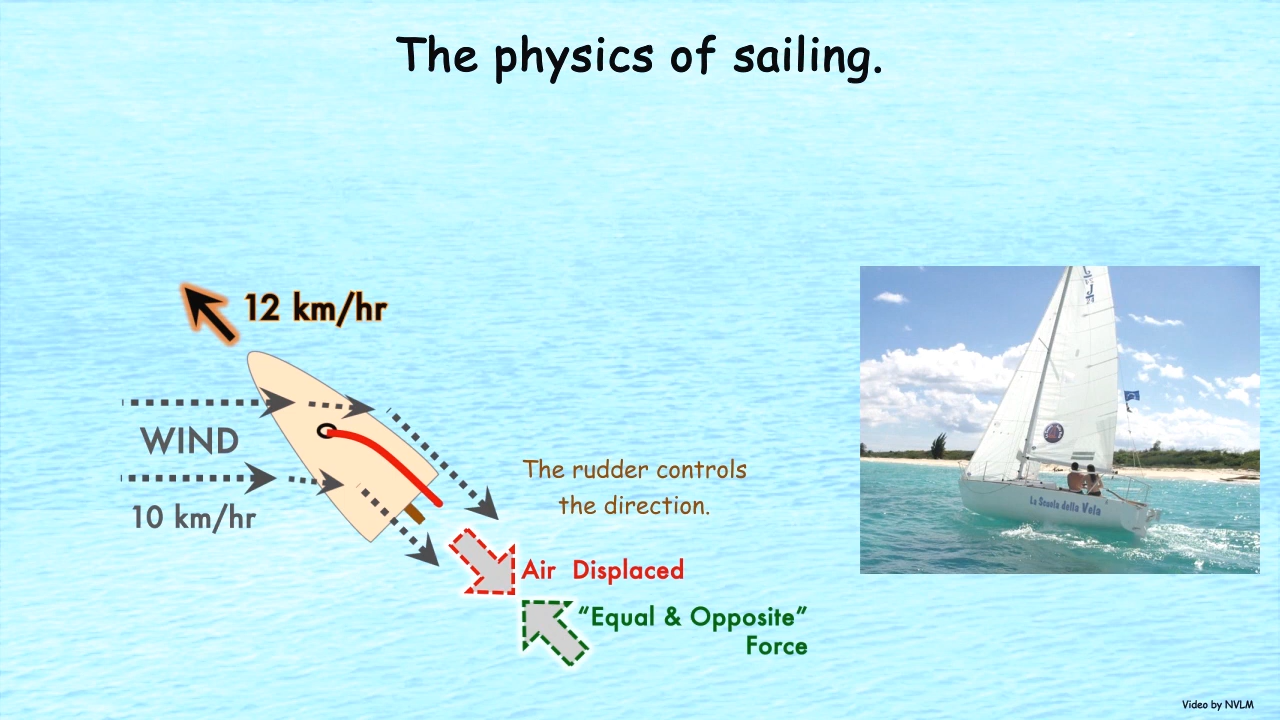 The physics of sailing.
12 km/hr
WIND
10 km/hr
The rudder controls
the direction.
Air Displaced
“Equal & Opposite”
Force
La Scuola della Vela
Video by NVLM